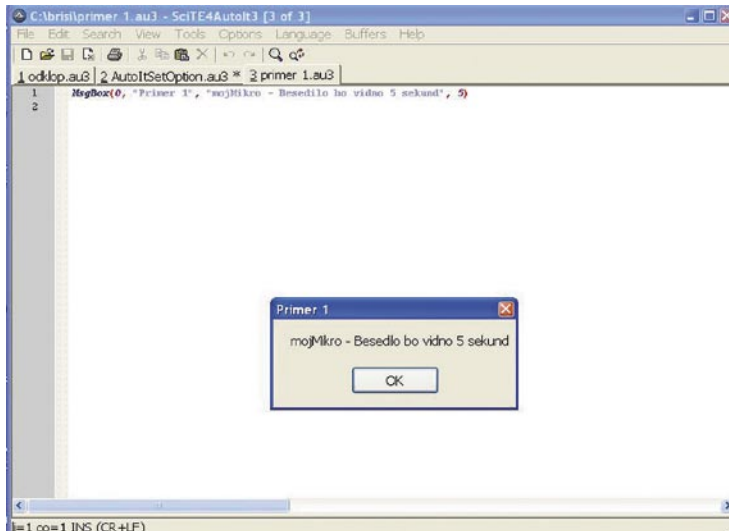 C:\brisi\primer 1.au3 - SciTE4AutoIt3 [3 of 3]
File Edit Search View Tools Options Language Buffers Help
1 odklop.au3 2 AutoItSetOption.au3 * 3 primer 1.au3
1 MsgBox(0, "Primer 1", "mojMikro - Besedilo bo vidno 5 sekund", 5)
2
Primer 1
mojMikro - Besedilo bo vidno 5 sekund
OK
li=1 co=1 INS (CR+LF)